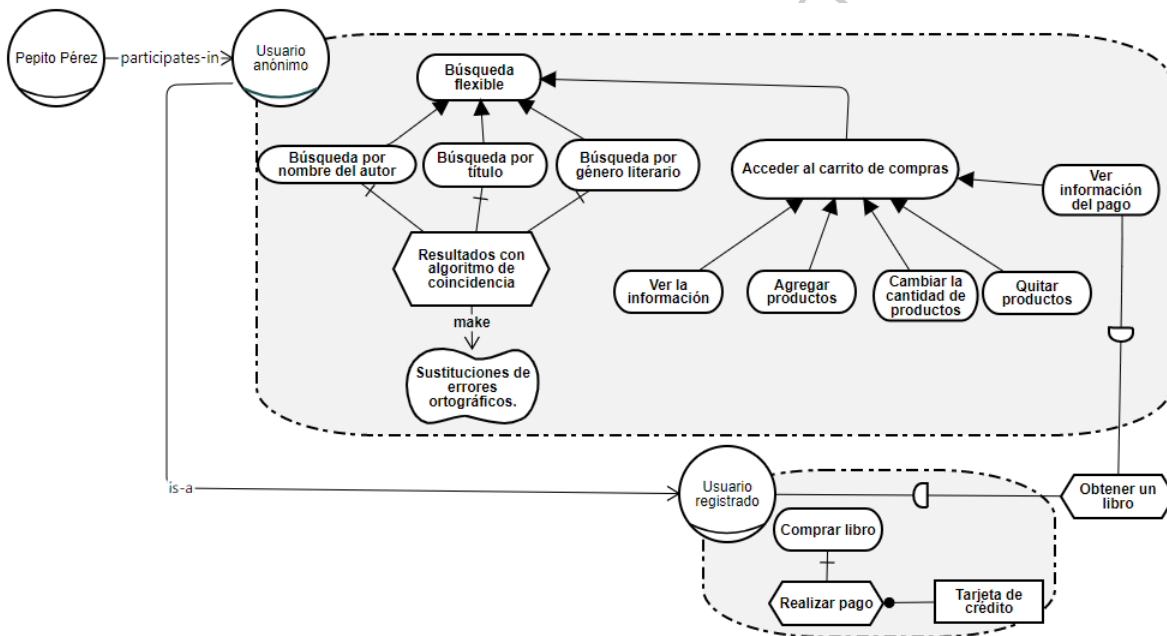 Pepito Pérez
participates-in
Usuario
anónimo
Búsqueda
flexible
Búsqueda por
nombre del autor
Búsqueda por
título
Búsqueda por
género literario
Acceder al carrito de compras
Ver
información
del pago
Resultados con
algoritmo de
coincidencia
Ver la
información
Agregar
productos
Cambiar la
cantidad de
productos
Quitar
productos
make
Sustituciones de
errores
ortográficos.
is-a
Usuario
registrado
Obtener un
libro
Comprar libro
Realizar pago
Tarjeta de
crédito